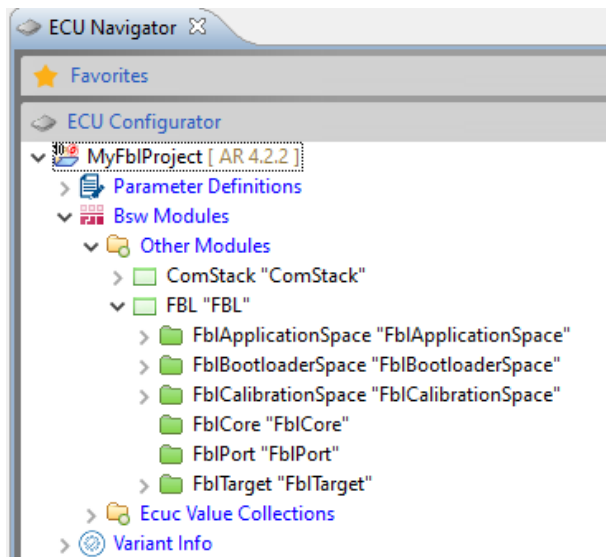 ECU Navigator
Favorites
ECU Configurator
MyFblProject [ AR 4.2.2 ]
Parameter Definitions
Bsw Modules
Other Modules
ComStack "ComStack"
FBL "FBL"
FblApplicationSpace "FblApplicationSpace"
FblBootloaderSpace "FblBootloaderSpace"
FblCalibrationSpace "FblCalibrationSpace"
FblCore "FblCore"
FblPort "FblPort"
FblTarget "FblTarget"
Ecuc Value Collections
Variant Info